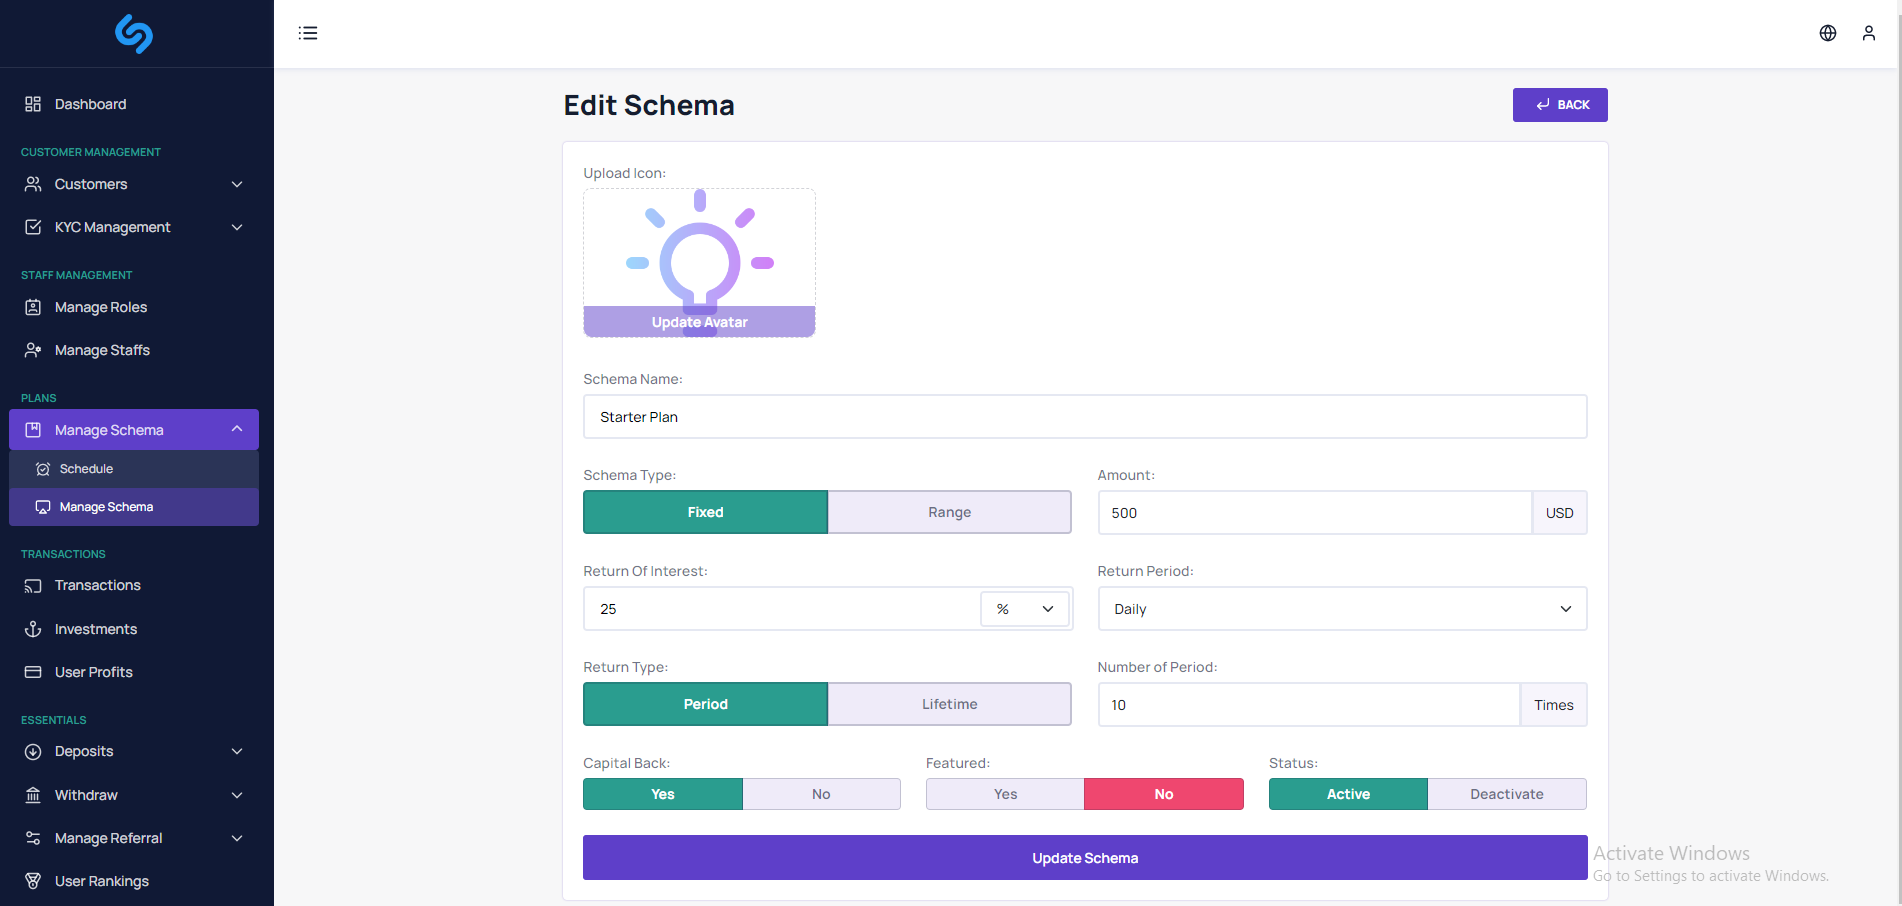 Dashboard
CUSTOMER MANAGEMENT
Customers
KYC Management
STAFF MANAGEMENT
Manage Roles
Manage Staffs
PLANS
Manage Schema
Schedule
Manage Schema
TRANSACTIONS
Transactions
Investments
User Profits
ESSENTIALS
Deposits
Withdraw
Manage Referral
User Rankings
Edit Schema
BACK
Upload Icon:
Update Avatar
Schema Name:
Starter Plan
Schema Type:
Fixed Range
Amount:
500 USD
Return Of Interest:
25 %
Return Period:
Daily
Return Type:
Period Lifetime
Number of Period:
10 Times
Capital Back:
Yes No
Featured:
Yes No
Status:
Active Deactivate
Update Schema
Activate Windows
Go to Settings to activate Windows.